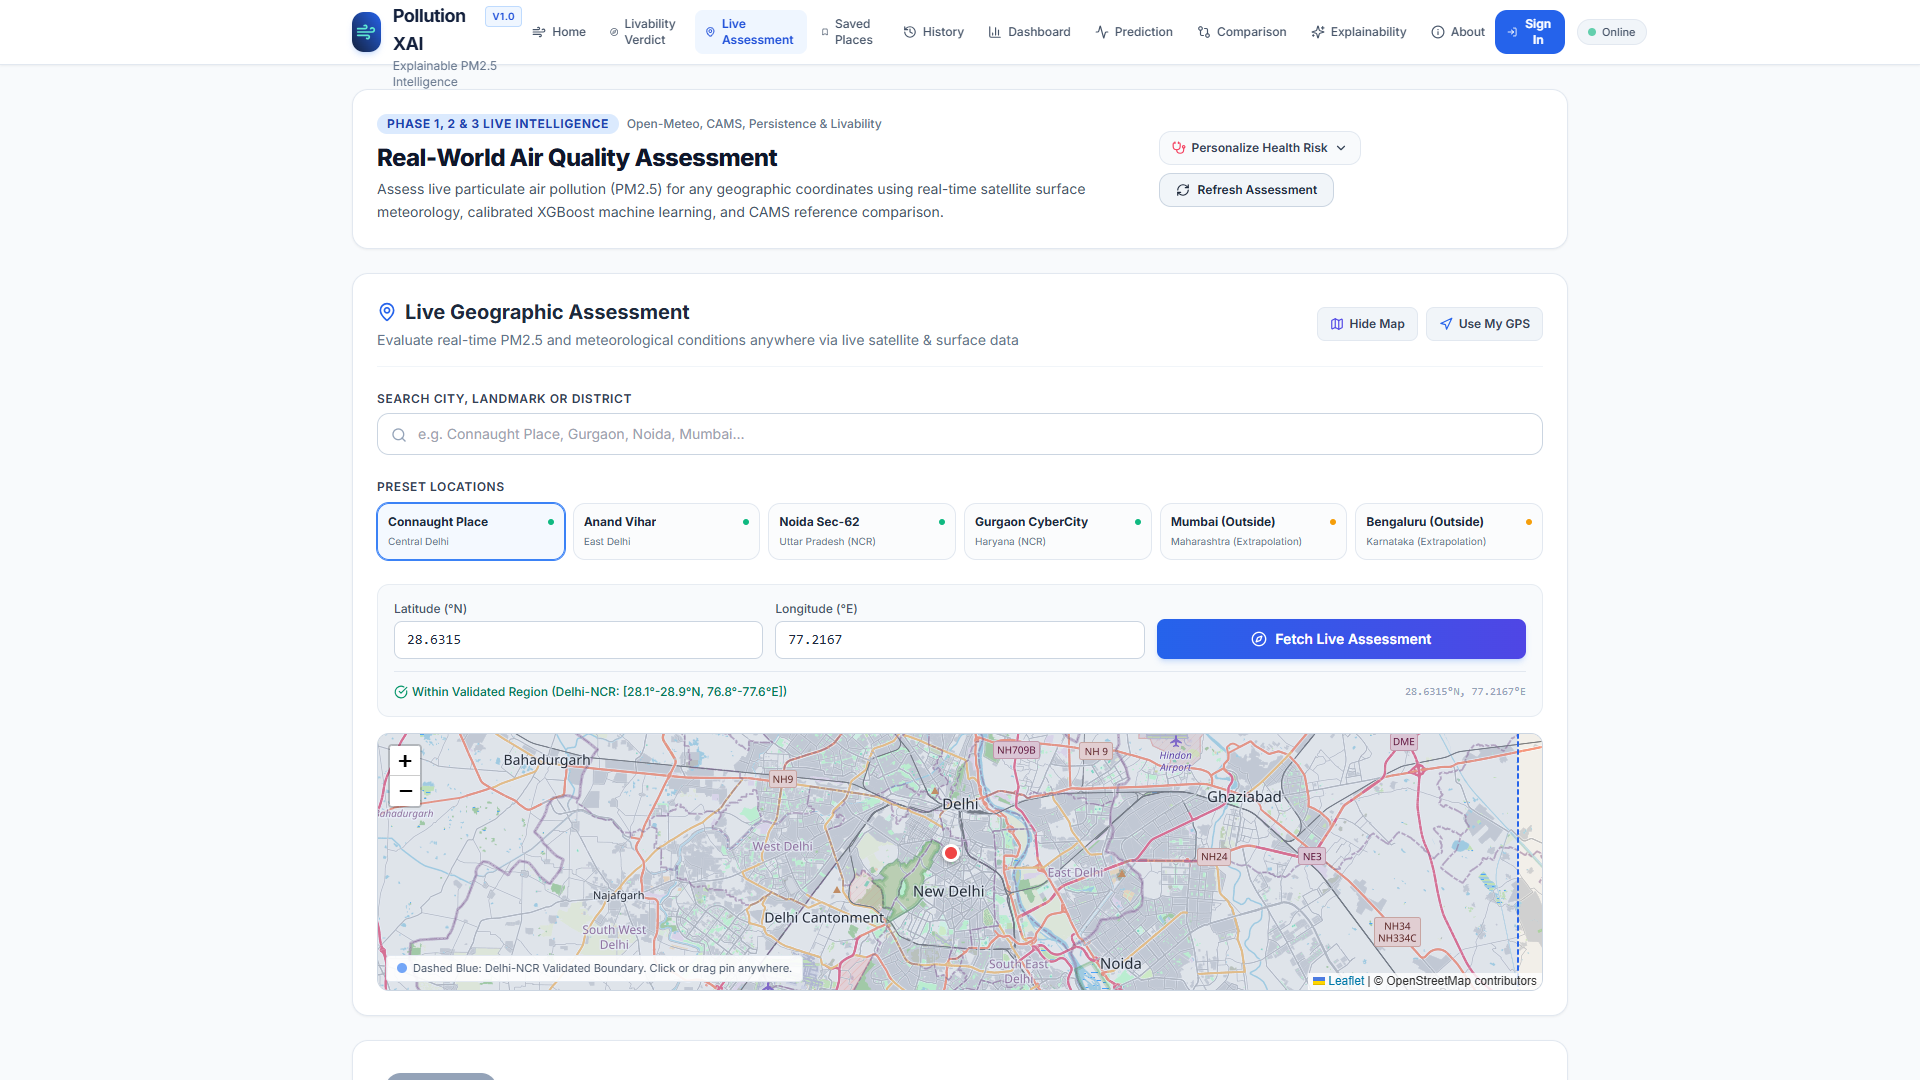 Pollution XAI
V1.0
Explainable PM2.5 Intelligence
Home
Livability Verdict
Live Assessment
Saved Places
History
Dashboard
Prediction
Comparison
Explainability
About
Sign In
Online
PHASE 1, 2 & 3 LIVE INTELLIGENCE
Open-Meteo, CAMS, Persistence & Livability
Real-World Air Quality Assessment
Assess live particulate air pollution (PM2.5) for any geographic coordinates using real-time satellite surface
meteorology, calibrated XGBoost machine learning, and CAMS reference comparison.
Personalize Health Risk
Refresh Assessment
Live Geographic Assessment
Evaluate real-time PM2.5 and meteorological conditions anywhere via live satellite & surface data
Hide Map
Use My GPS
SEARCH CITY, LANDMARK OR DISTRICT
e.g. Connaught Place, Gurgaon, Noida, Mumbai...
PRESET LOCATIONS
Connaught Place
Central Delhi
Anand Vihar
East Delhi
Noida Sec-62
Uttar Pradesh (NCR)
Gurgaon CyberCity
Haryana (NCR)
Mumbai (Outside)
Maharashtra (Extrapolation)
Bengaluru (Outside)
Karnataka (Extrapolation)
Latitude (°N)
28.6315
Longitude (°E)
77.2167
Fetch Live Assessment
Within Validated Region (Delhi-NCR: [28.1°-28.9°N, 76.8°-77.6°E])
28.6315°N, 77.2167°E
+
−
Bahadurgarh
NH9
NH709B
NH 9
Hindon Airport
DME
Bahadurgarh
Delhi
Ghaziabad
West Delhi
NH24
NE3
East Delhi
New Delhi
Najafgarh
Delhi Cantonment
South West Delhi
NH34
NH334C
South East Delhi
Noida
Dashed Blue: Delhi-NCR Validated Boundary. Click or drag pin anywhere.
Leaflet | © OpenStreetMap contributors